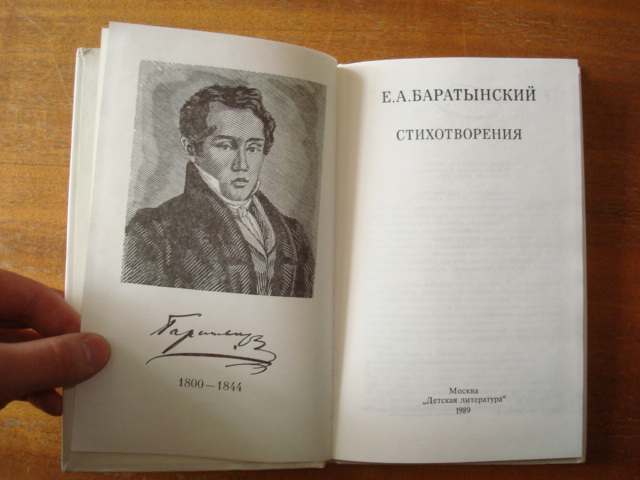 1800—1844
Е.А.БАРАТЫНСКИЙ
СТИХОТВОРЕНИЯ
Москва
„Детская литература“
1989